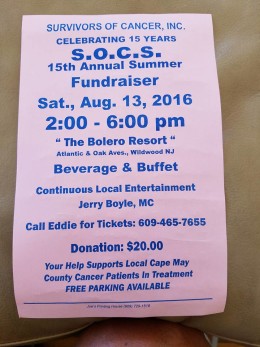 SURVIVORS OF CANCER, INC.
CELEBRATING 15 YEARS
S.O.C.S.
15th Annual Summer
Fundraiser
Sat., Aug. 13, 2016
2:00 - 6:00 pm
" The Bolero Resort "
Atlantic & Oak Aves., Wildwood NJ
Beverage & Buffet
Continuous Local Entertainment
Jerry Boyle, MC
Call Eddie for Tickets: 609-465-7655
Donation: $20.00
Your Help Supports Local Cape May
County Cancer Patients In Treatment
FREE PARKING AVAILABLE